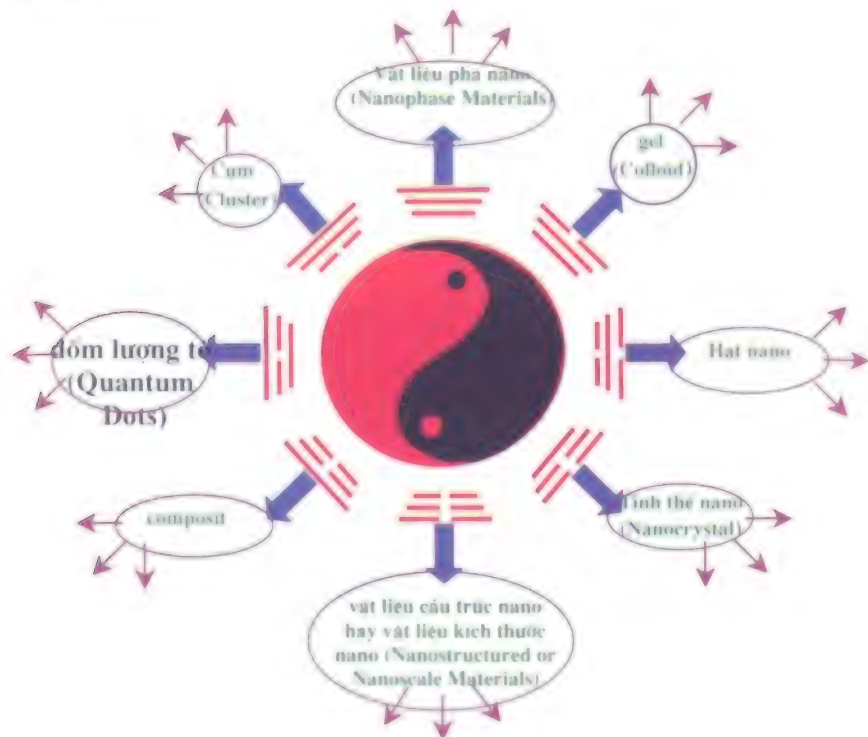 Vật liệu pha nano
(Nanophase Materials)
gel
(Colloid)
Cụm
(Cluster)
đốm lượng tử
(Quantum
Dots)
Hạt nano
composit
Tinh thể nano
(Nanocrystal)
vật liệu cấu trúc nano
hay vật liệu kích thước
nano (Nanostructured or
Nanoscale Materials)